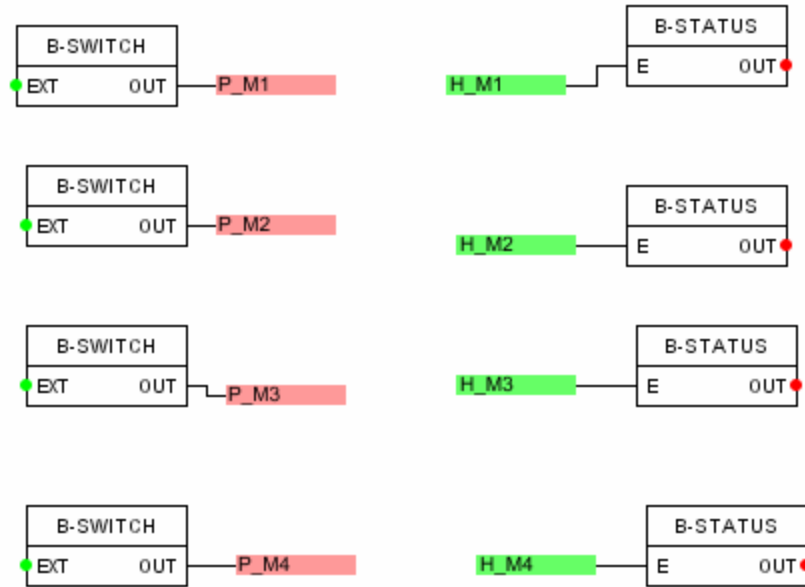 B-SWITCH
EXT OUT P_M1
B-STATUS
H_M1 E OUT
B-SWITCH
EXT OUT P_M2
B-STATUS
H_M2 E OUT
B-SWITCH
EXT OUT P_M3
B-STATUS
H_M3 E OUT
B-SWITCH
EXT OUT P_M4
B-STATUS
H_M4 E OUT